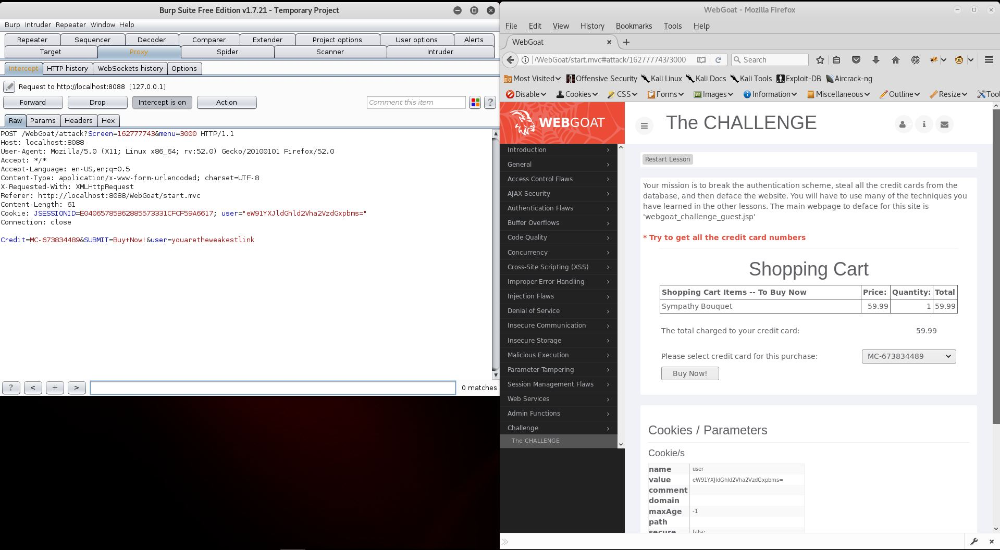 Burp Suite Free Edition v1.7.21 - Temporary Project
Burp Intruder Repeater Window Help
Repeater Sequencer Decoder Comparer Extender Project options User options Alerts
Target Proxy Spider Scanner Intruder
Intercept HTTP history WebSockets history Options
Request to http://localhost:8088 [127.0.0.1]
Forward Drop Intercept is on Action Comment this item ?
Raw Params Headers Hex
POST /WebGoat/attack?Screen=162777743&menu=3000 HTTP/1.1
Host: localhost:8088
User-Agent: Mozilla/5.0 (X11; Linux x86_64; rv:52.0) Gecko/20100101 Firefox/52.0
Accept: */*
Accept-Language: en-US,en;q=0.5
Content-Type: application/x-www-form-urlencoded; charset=UTF-8
X-Requested-With: XMLHttpRequest
Referer: http://localhost:8088/WebGoat/start.mvc
Content-Length: 61
Cookie: JSESSIONID=E04065785B62885573331CFCF59A6617; user="eW91YXJldGhld2Vha2VzdGxpbms="
Connection: close
Credit=MC-673834489&SUBMIT=Buy+Now!&user=youaretheweakestlink
? < + > 0 matches
WebGoat - Mozilla Firefox
File Edit View History Bookmarks Tools Help
WebGoat
/WebGoat/start.mvc#attack/162777743/3000 Search
Most Visited Offensive Security Kali Linux Kali Docs Kali Tools Exploit-DB Aircrack-ng
Disable Cookies CSS Forms Images Information Miscellaneous Outline Resize Tool
WEBGOAT
The CHALLENGE
Introduction
General
Access Control Flaws
AJAX Security
Authentication Flaws
Buffer Overflows
Code Quality
Concurrency
Cross-Site Scripting (XSS)
Improper Error Handling
Injection Flaws
Denial of Service
Insecure Communication
Insecure Storage
Malicious Execution
Parameter Tampering
Session Management Flaws
Web Services
Admin Functions
Challenge
The CHALLENGE
Restart Lesson
Your mission is to break the authentication scheme, steal all the credit cards from the
database, and then deface the website. You will have to use many of the techniques you
have learned in the other lessons. The main webpage to deface for this site is
'webgoat_challenge_guest.jsp'
* Try to get all the credit card numbers
Shopping Cart
Shopping Cart Items -- To Buy Now Price: Quantity: Total
Sympathy Bouquet 59.99 1 59.99
The total charged to your credit card: 59.99
Please select credit card for this purchase: MC-673834489
Buy Now!
Cookies / Parameters
Cookie/s
name user
value eW91YXJldGhld2Vha2VzdGxpbms=
comment
domain
maxAge -1
path
secure false